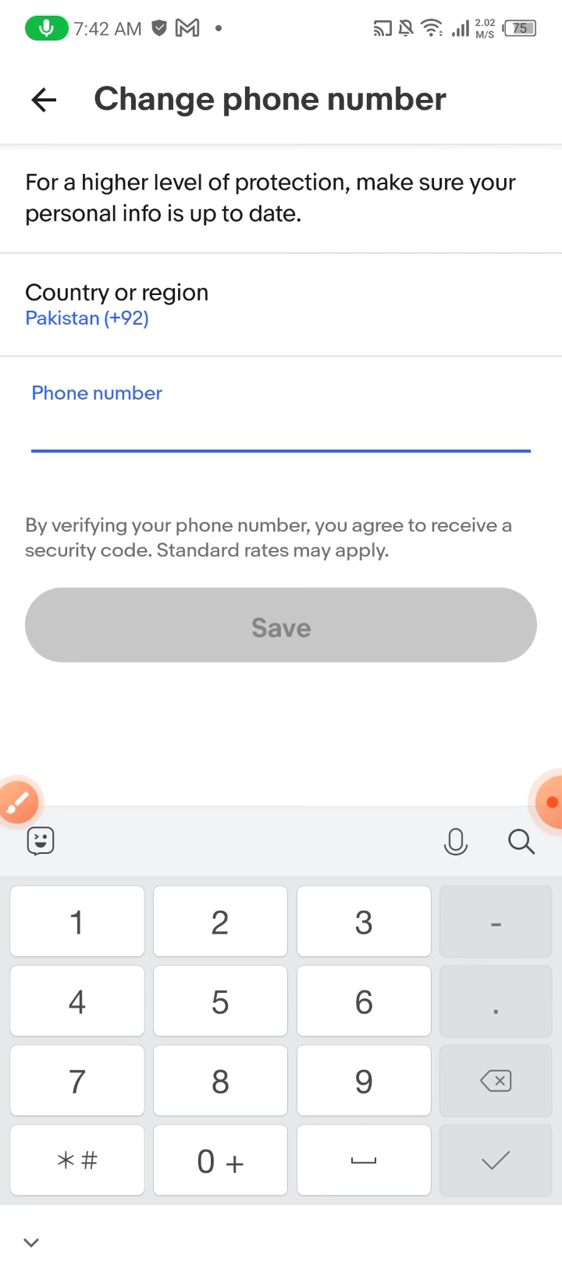 7:42 AM
2.02
M/S
75
Change phone number
For a higher level of protection, make sure your
personal info is up to date.
Country or region
Pakistan (+92)
Phone number
By verifying your phone number, you agree to receive a
security code. Standard rates may apply.
Save
1 2 3 -
4 5 6 .
7 8 9
*# 0 +